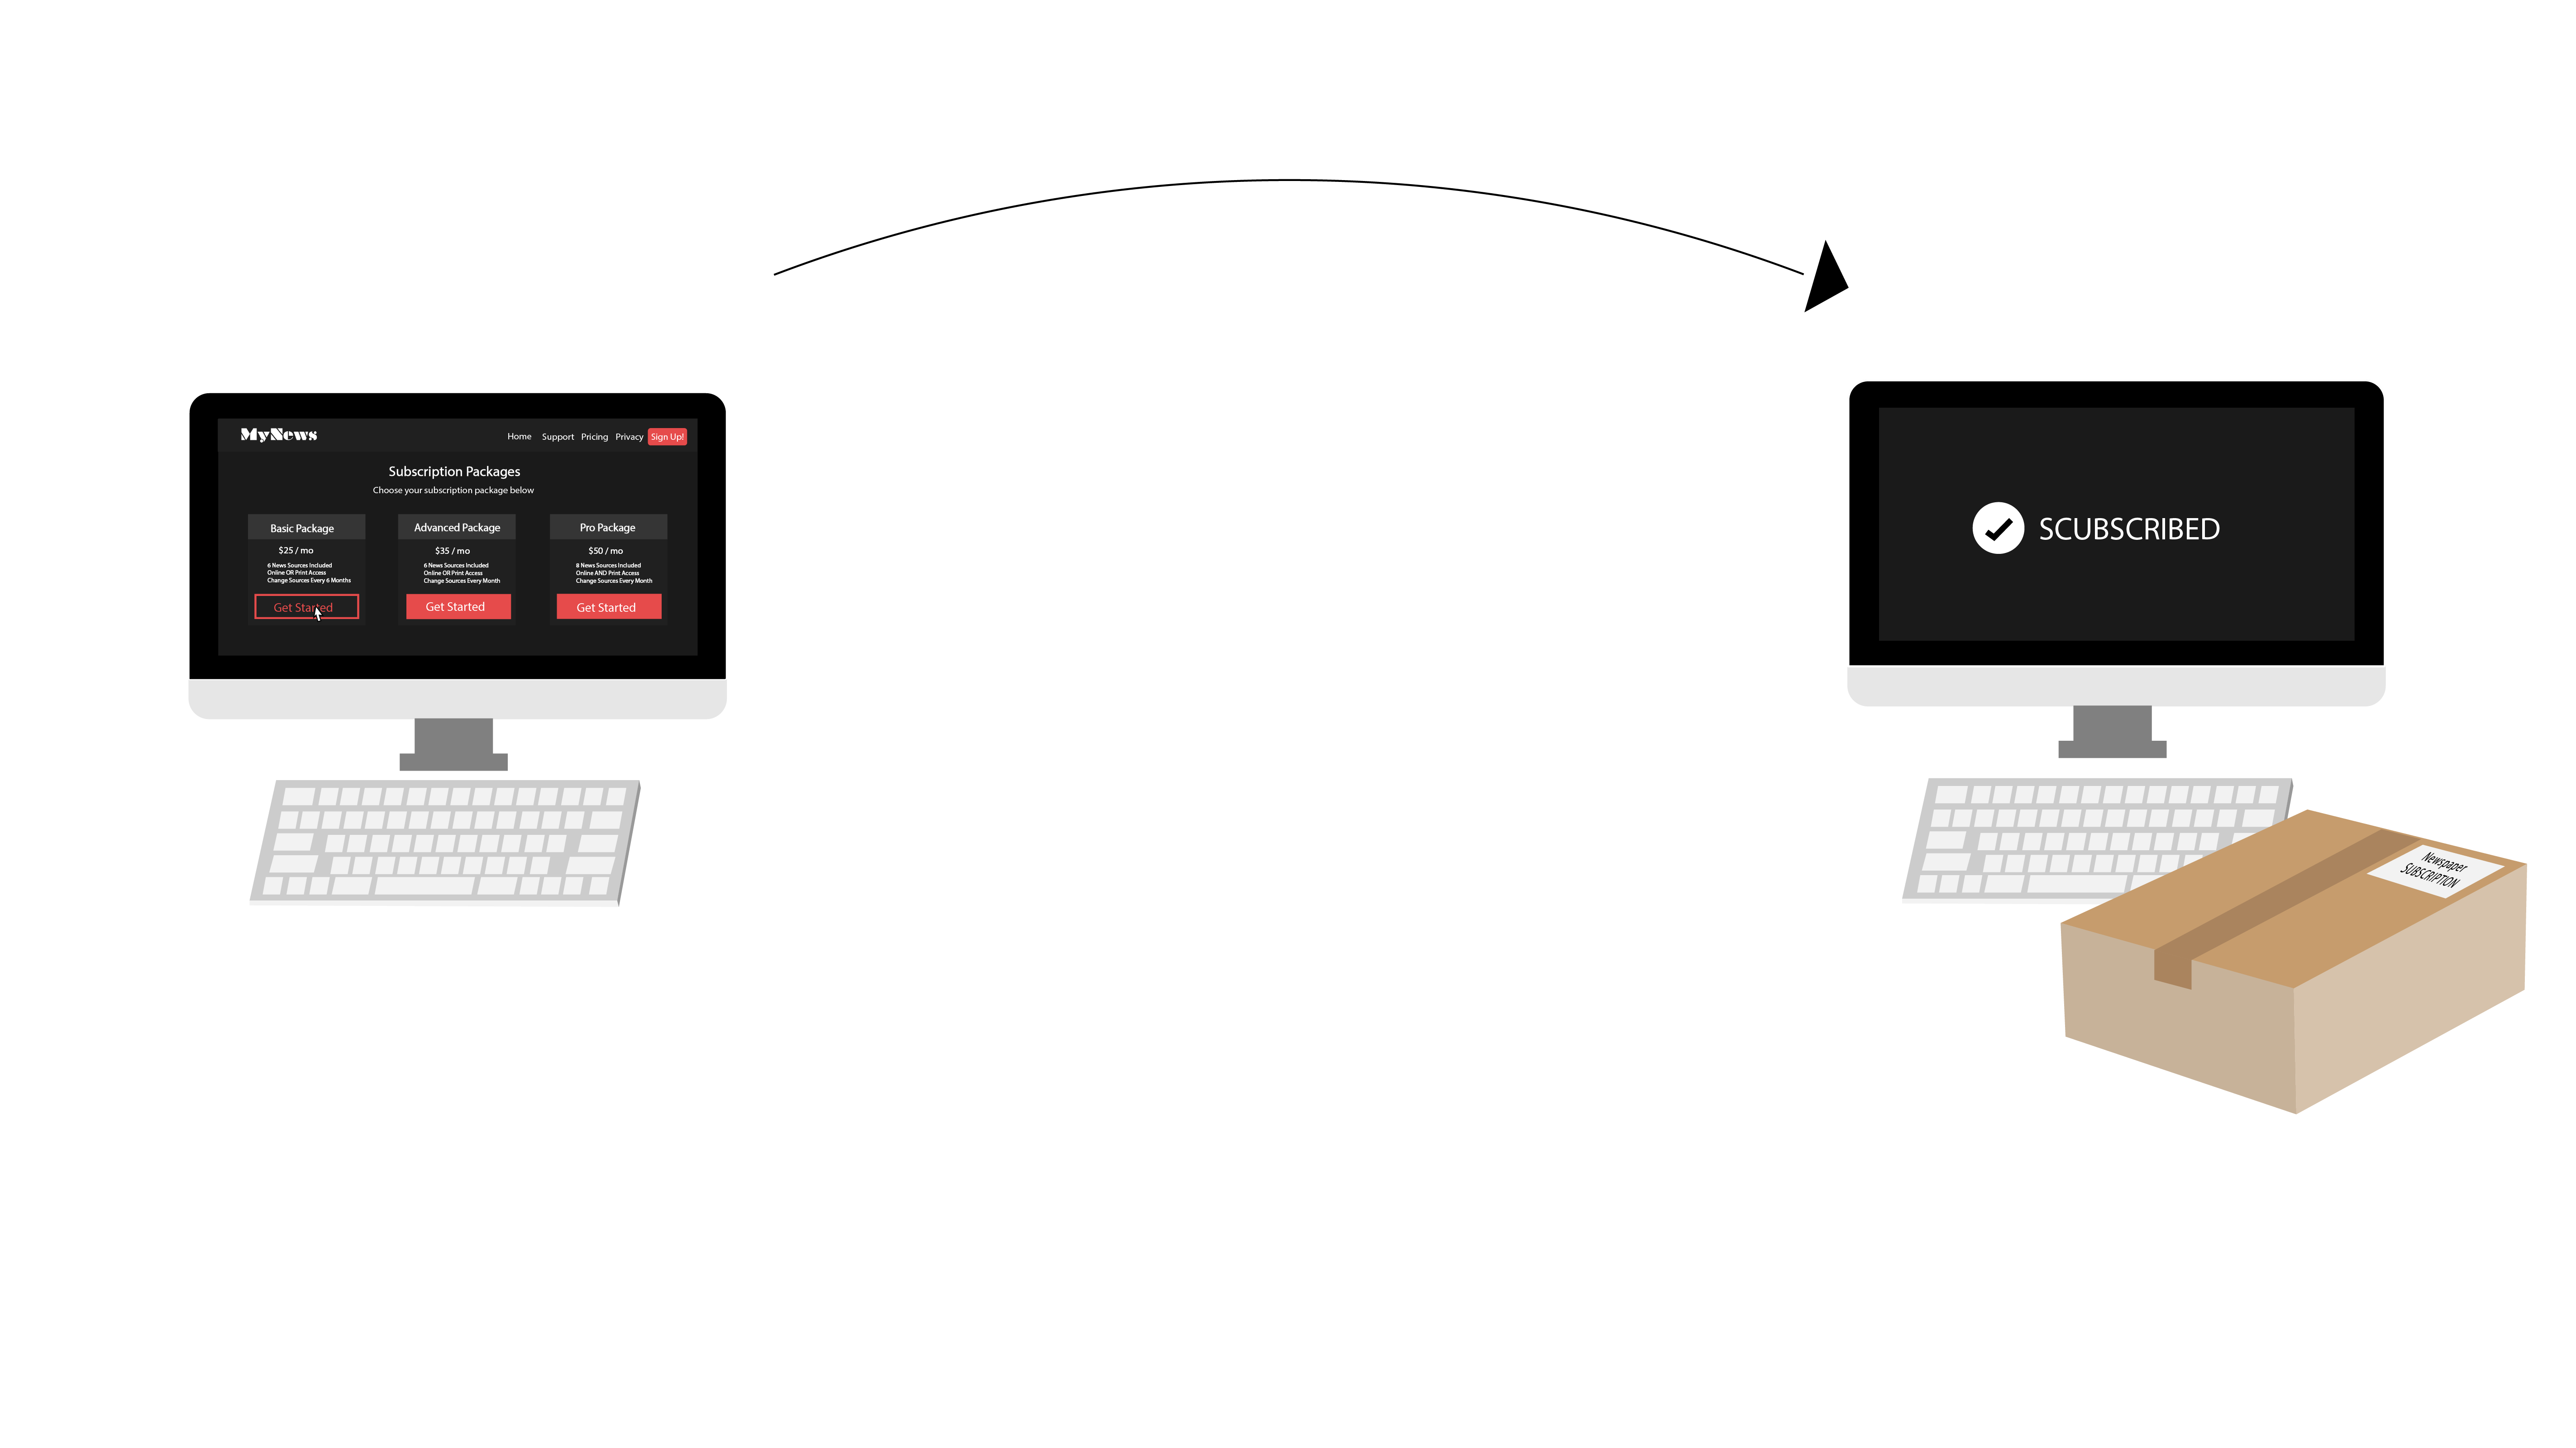 MyNews
Home Support Pricing Privacy Sign Up!
Subscription Packages
Choose your subscription package below
Basic Package
$25 / mo
6 News Sources Included
Online OR Print Access
Change Sources Every 6 Months
Get Started
Advanced Package
$35 / mo
6 News Sources Included
Online OR Print Access
Change Sources Every Month
Get Started
Pro Package
$50 / mo
8 News Sources Included
Online AND Print Access
Change Sources Every Month
Get Started
SCUBSCRIBED
Newspaper
SUBSCRIPTION